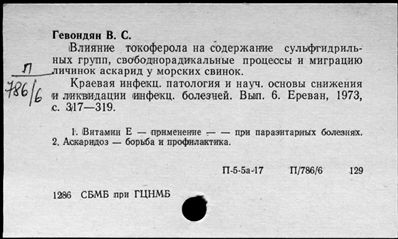 Гевондян В. С.
Влияние токоферола на содержание сульфгидриль-
ных групп, свободнорадикальные процессы и миграцию
личинок аскарид у морских свинок.
П
786/6
Краевая инфекц. патология и науч. основы снижения
и ликвидации инфекц. болезней. Вып. 6. Ереван, 1973,
с. 317—319.
1. Витамин Е — применение — — при паразитарных болезнях.
2. Аскаридоз — борьба и профилактика.
П-5-5а-17 П/786/6 129
1286 СБМБ при ГЦНМБ